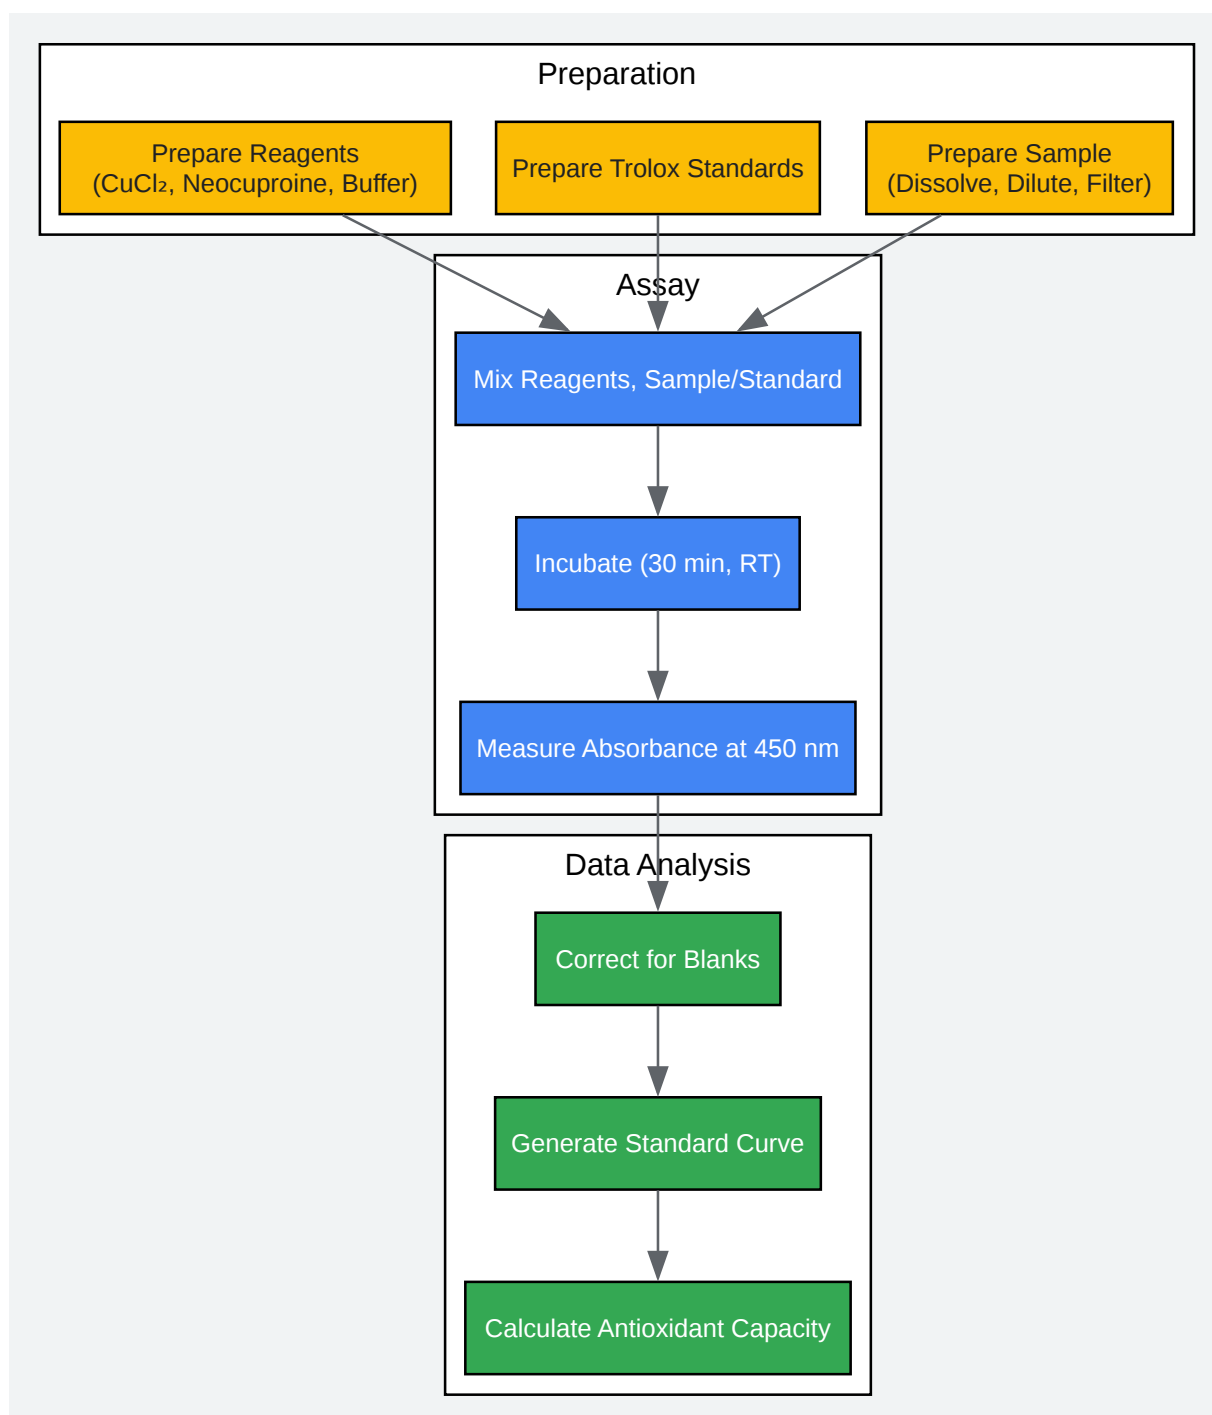 Preparation
Prepare Reagents
(CuCl₂, Neocuproine, Buffer)
Prepare Trolox Standards
Prepare Sample
(Dissolve, Dilute, Filter)
Assay
Mix Reagents, Sample/Standard
Incubate (30 min, RT)
Measure Absorbance at 450 nm
Data Analysis
Correct for Blanks
Generate Standard Curve
Calculate Antioxidant Capacity